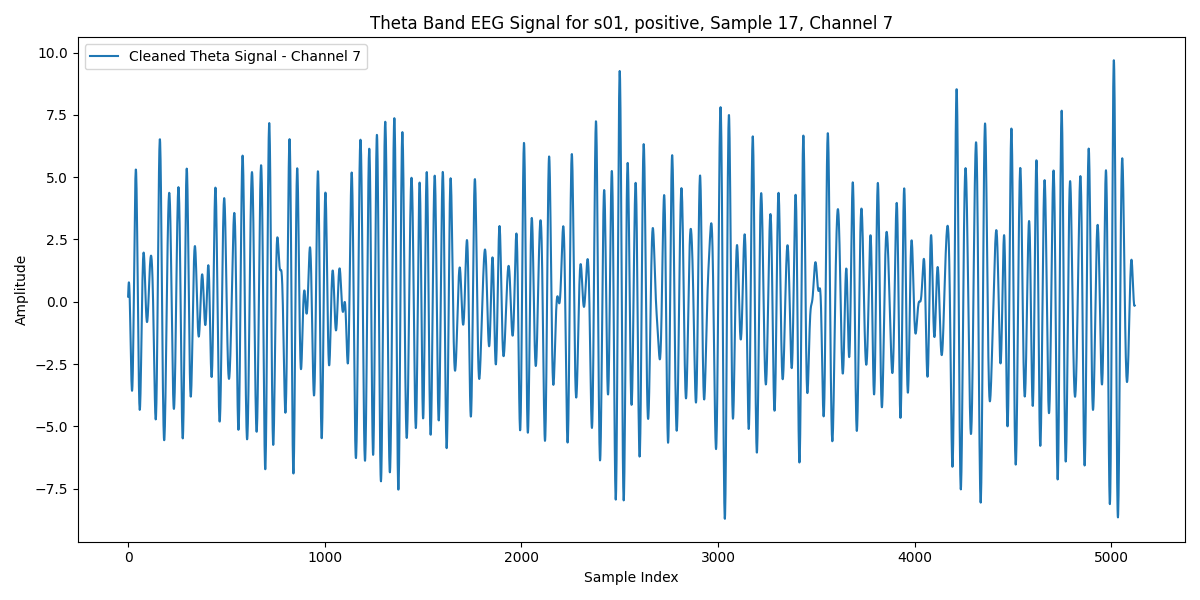 Theta Band EEG Signal for s01, positive, Sample 17, Channel 7
Cleaned Theta Signal - Channel 7
Amplitude
10.0
7.5
5.0
2.5
0.0
−2.5
−5.0
−7.5
0 1000 2000 3000 4000 5000
Sample Index